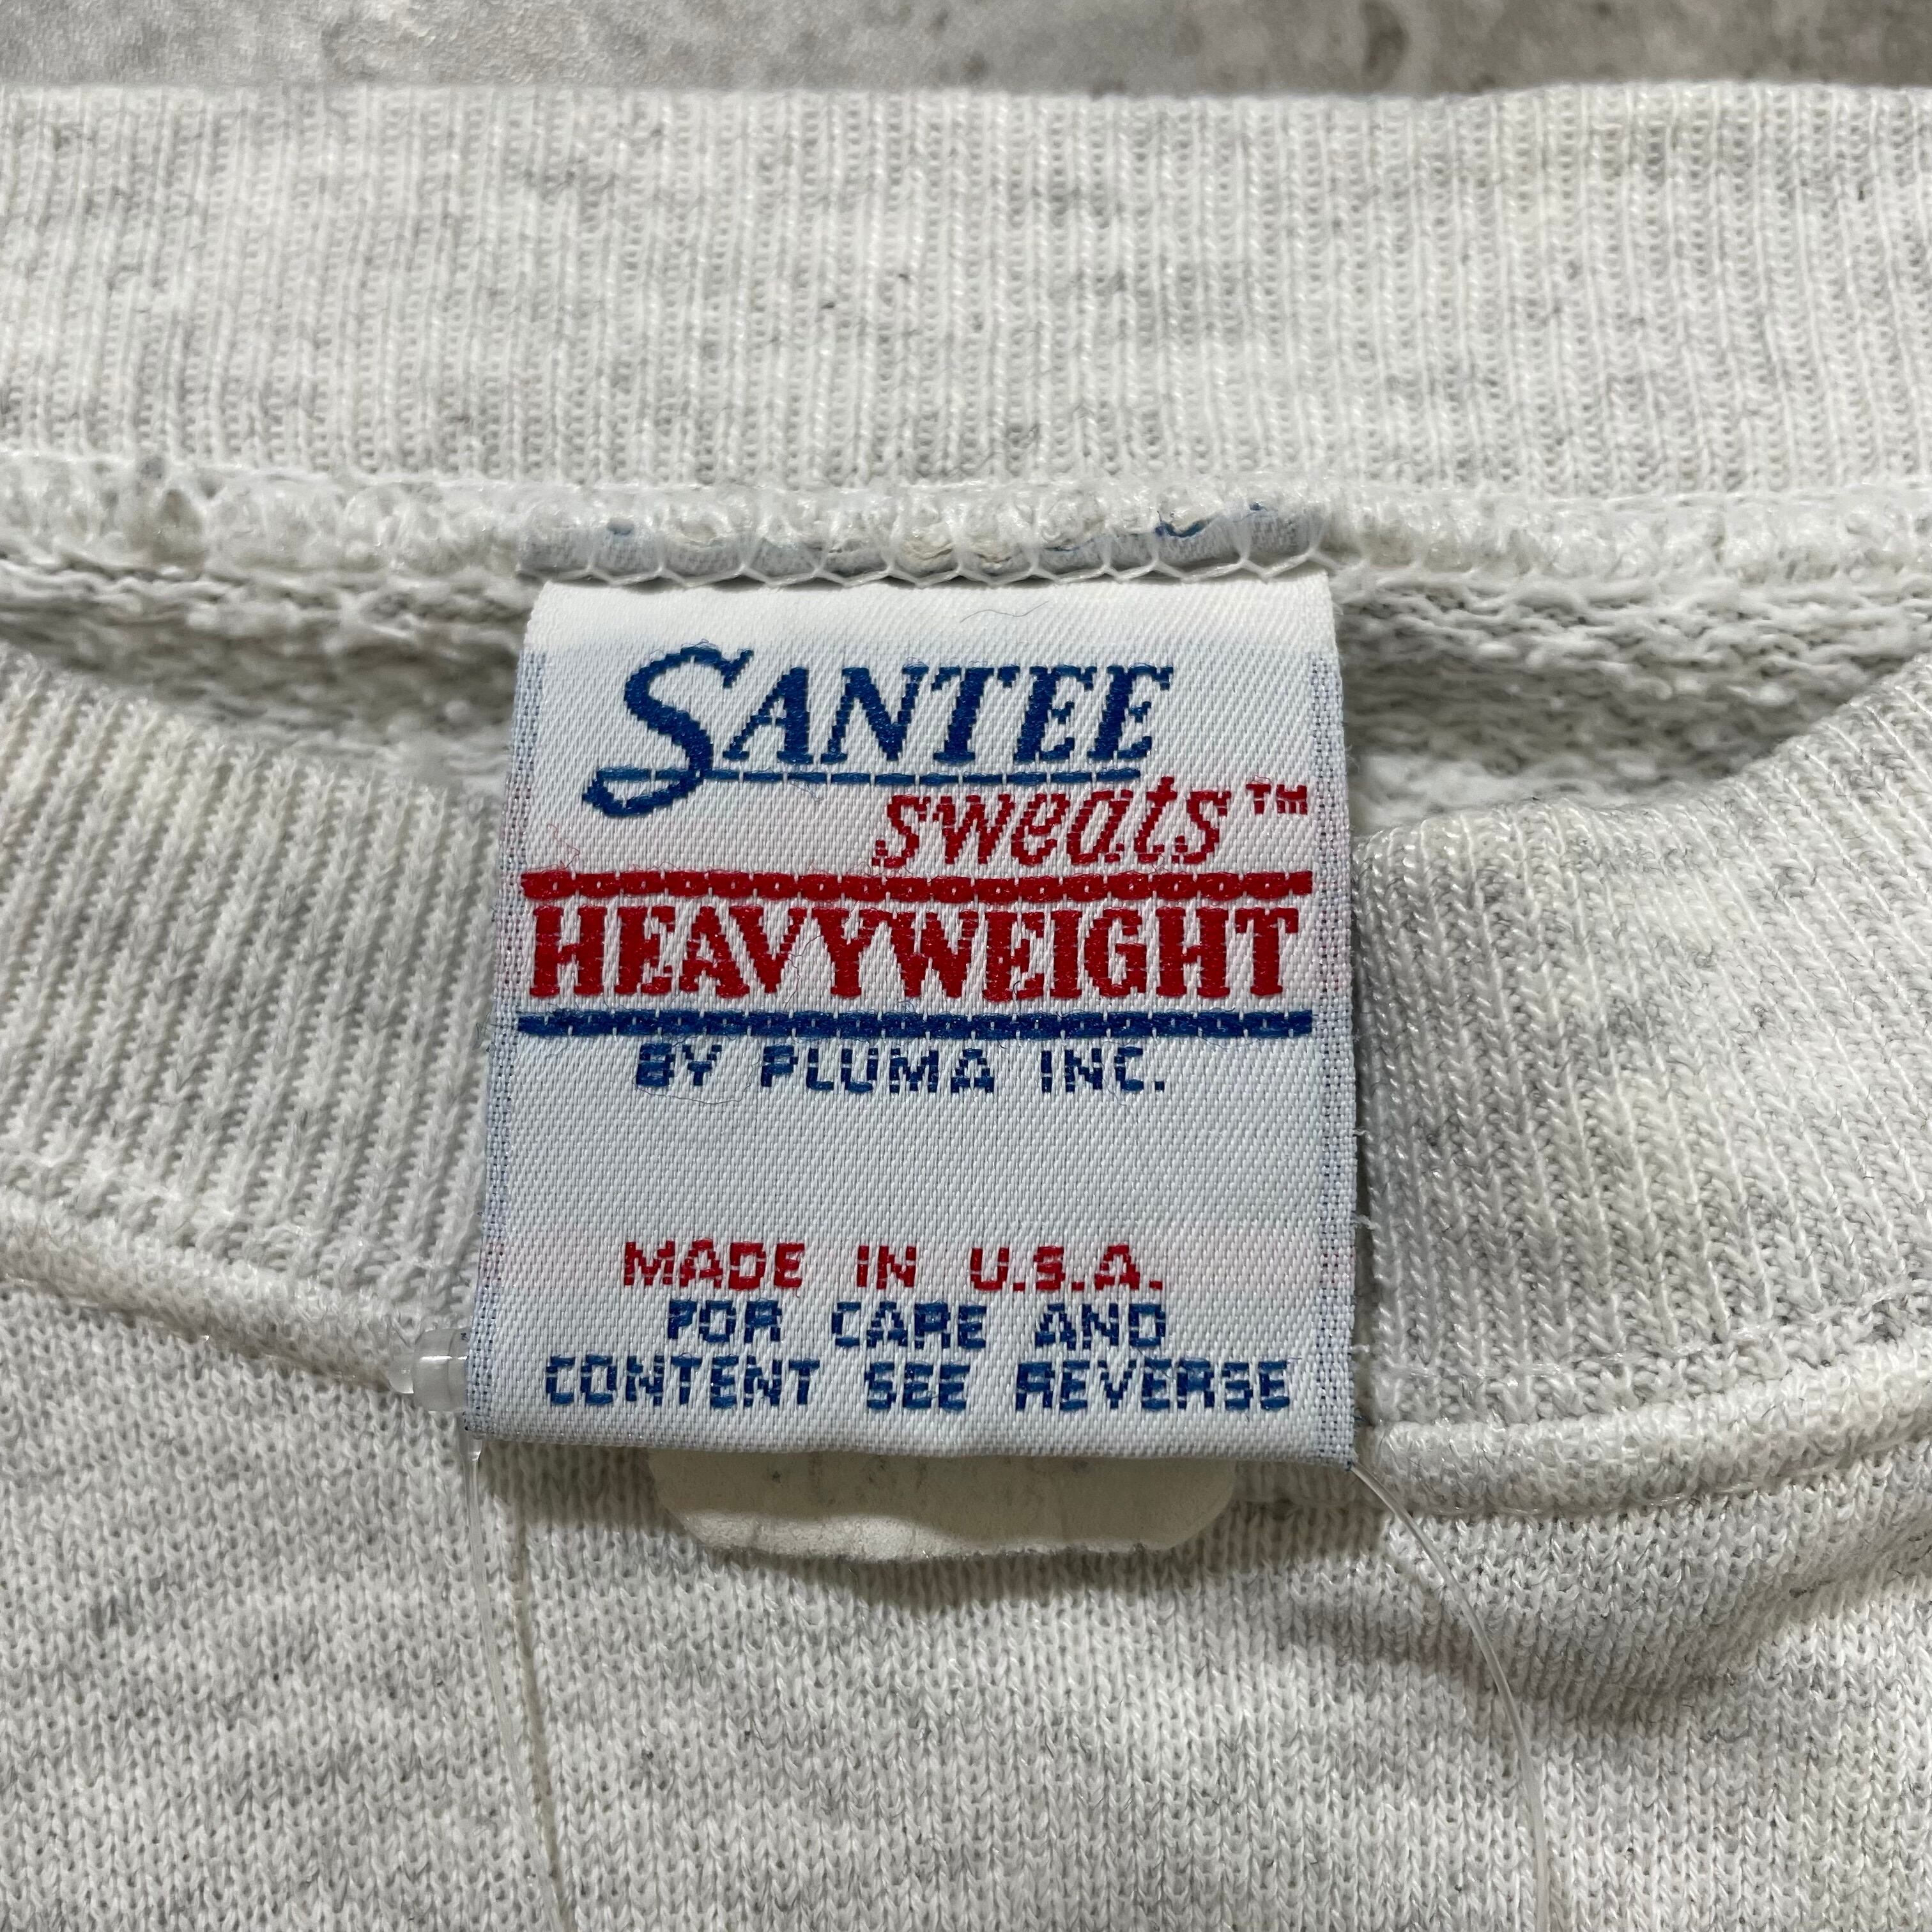 SANTEE
sweats™
HEAVYWEIGHT
BY PLUMA INC.
MADE IN U.S.A.
FOR CARE AND
CONTENT SEE REVERSE